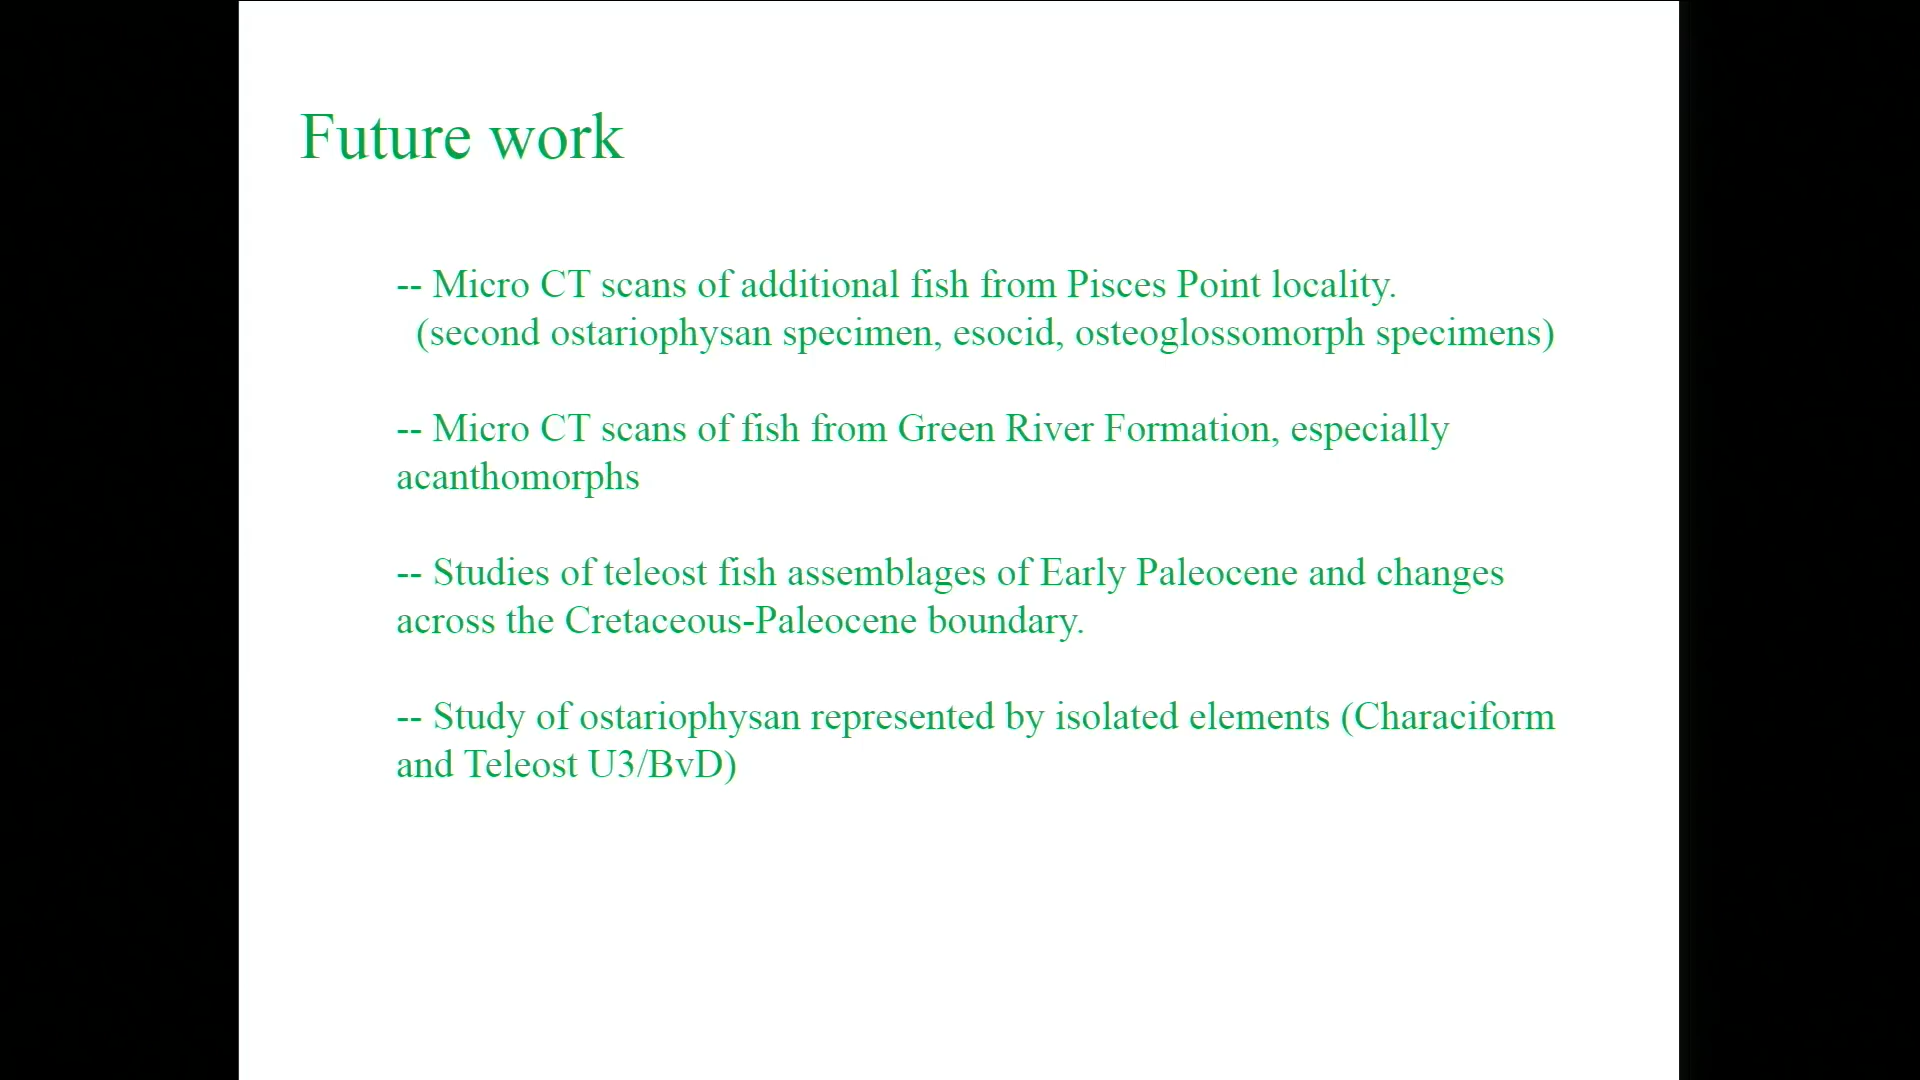 Future work
-- Micro CT scans of additional fish from Pisces Point locality.
(second ostariophysan specimen, esocid, osteoglossomorph specimens)
-- Micro CT scans of fish from Green River Formation, especially
acanthomorphs
-- Studies of teleost fish assemblages of Early Paleocene and changes
across the Cretaceous-Paleocene boundary.
-- Study of ostariophysan represented by isolated elements (Characiform
and Teleost U3/BvD)